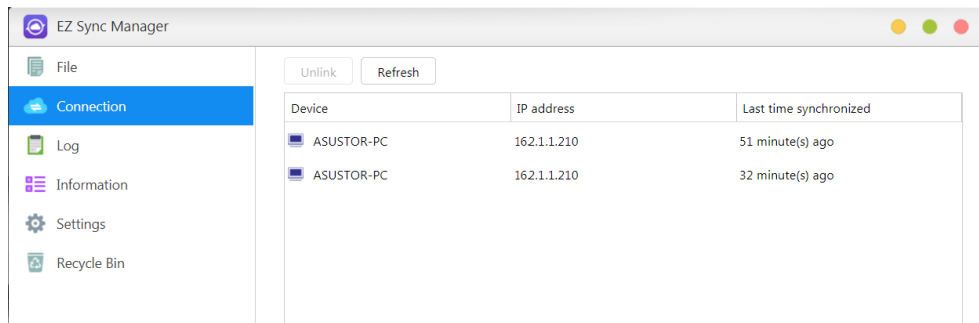 EZ Sync Manager
File
Connection
Log
Information
Settings
Recycle Bin
Unlink Refresh
Device IP address Last time synchronized
ASUSTOR-PC 162.1.1.210 51 minute(s) ago
ASUSTOR-PC 162.1.1.210 32 minute(s) ago